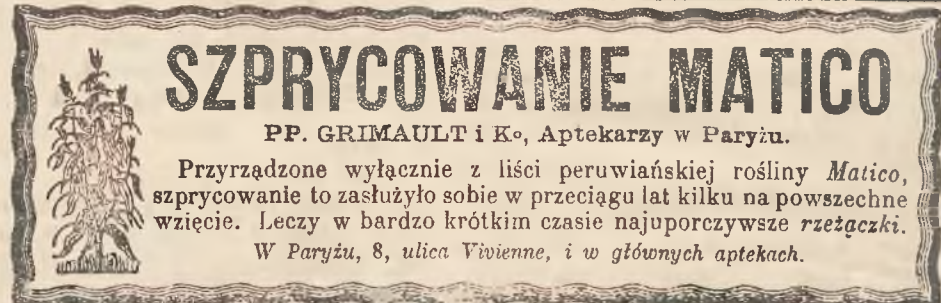 SZPRYCOWANIE MATICO
PP. GRIMAULT i Kº, Aptekarzy w Paryżu.
Przyrządzone wyłącznie z liści peruwiańskiej rośliny Matico,
szprycowanie to zasłużyło sobie w przeciągu lat kilku na powszechne
wzięcie. Leczy w bardzo krótkim czasie najuporczywsze rzeżączki.
W Paryżu, 8, ulica Vivienne, i w głównych aptekach.